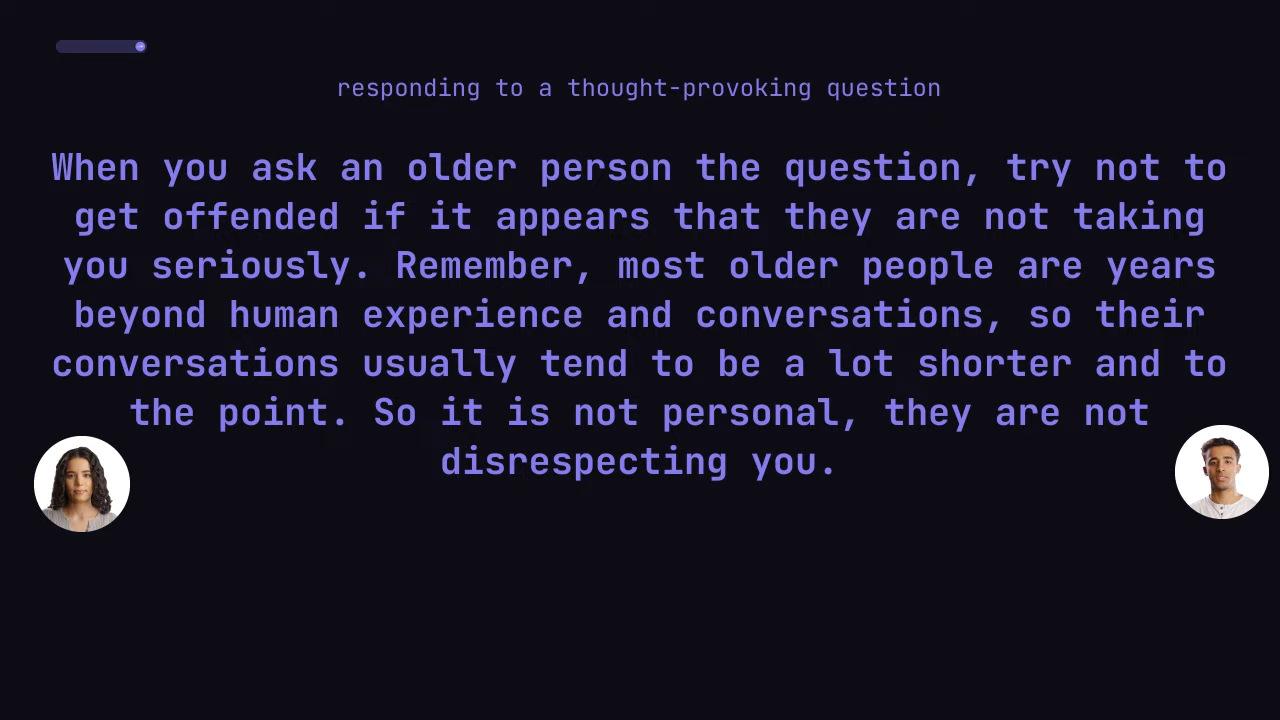 responding to a thought-provoking question
When you ask an older person the question, try not to
get offended if it appears that they are not taking
you seriously. Remember, most older people are years
beyond human experience and conversations, so their
conversations usually tend to be a lot shorter and to
the point. So it is not personal, they are not
disrespecting you.